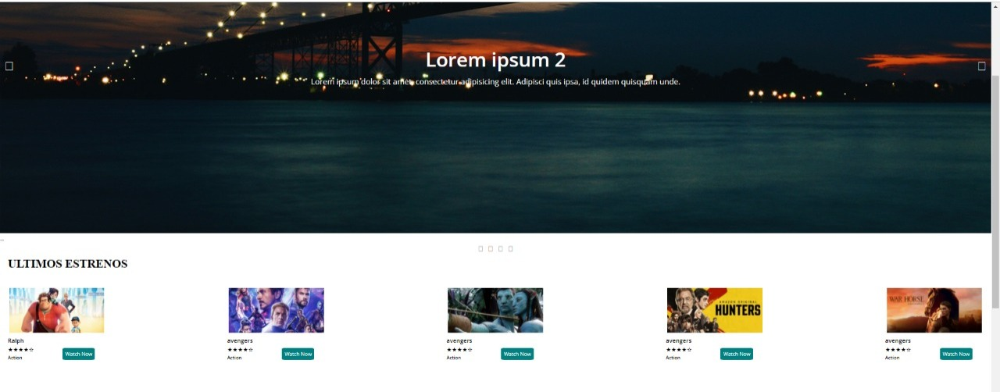 Lorem ipsum 2
Lorem ipsum dolor sit amet, consectetur adipisicing elit. Adipisci quis ipsa, id quidem quisquam unde.
ULTIMOS ESTRENOS
AMAZON ORIGINAL
HUNTERS
WAR HORSE
Ralph
★★★★☆
Action
Watch Now
avengers
★★★★☆
Action
Watch Now
avengers
★★★★☆
Action
Watch Now
avengers
★★★★☆
Action
Watch Now
avengers
★★★★☆
Action
Watch Now